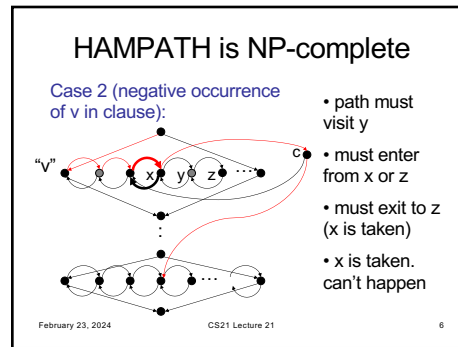 HAMPATH is NP-complete
Case 2 (negative occurrence
of v in clause):
“v”
x
y
z
…
c
:
…
• path must
visit y
• must enter
from x or z
• must exit to z
(x is taken)
• x is taken.
can't happen
February 23, 2024
CS21 Lecture 21
6